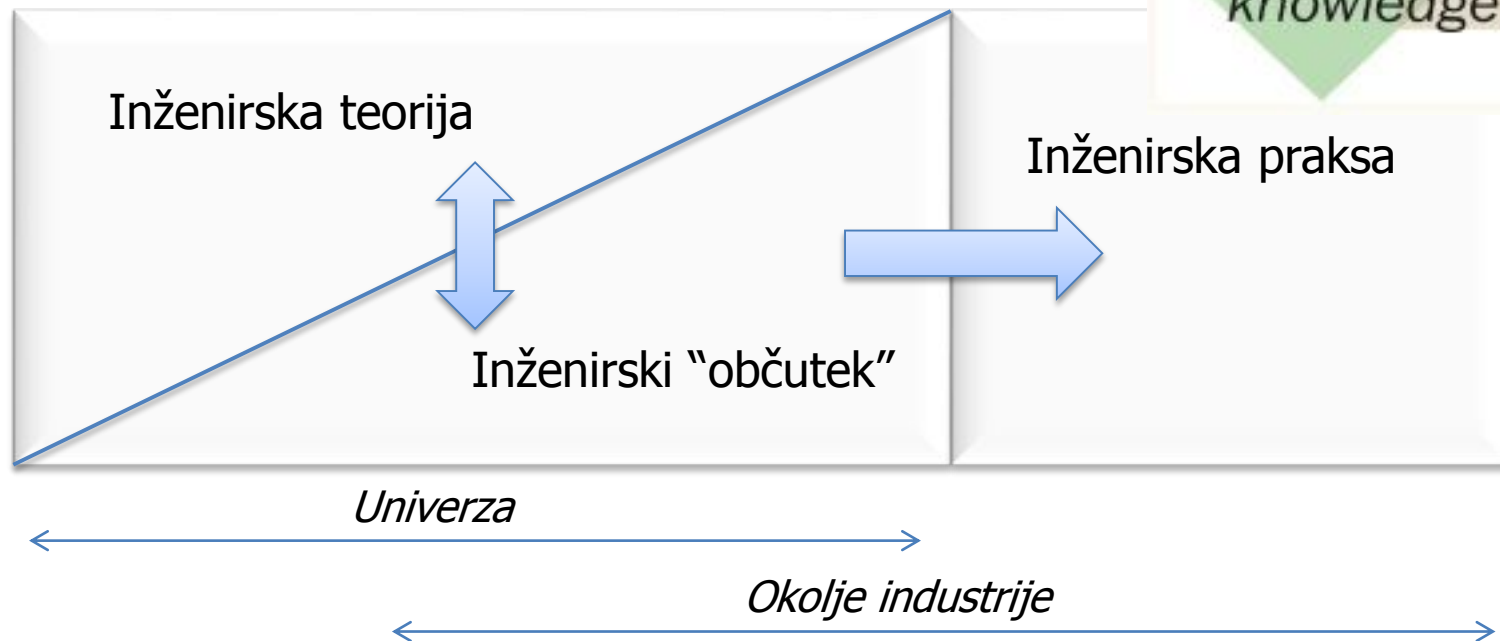 knowledge
Inženirska teorija
Inženirska praksa
Inženirski “občutek”
Univerza
Okolje industrije